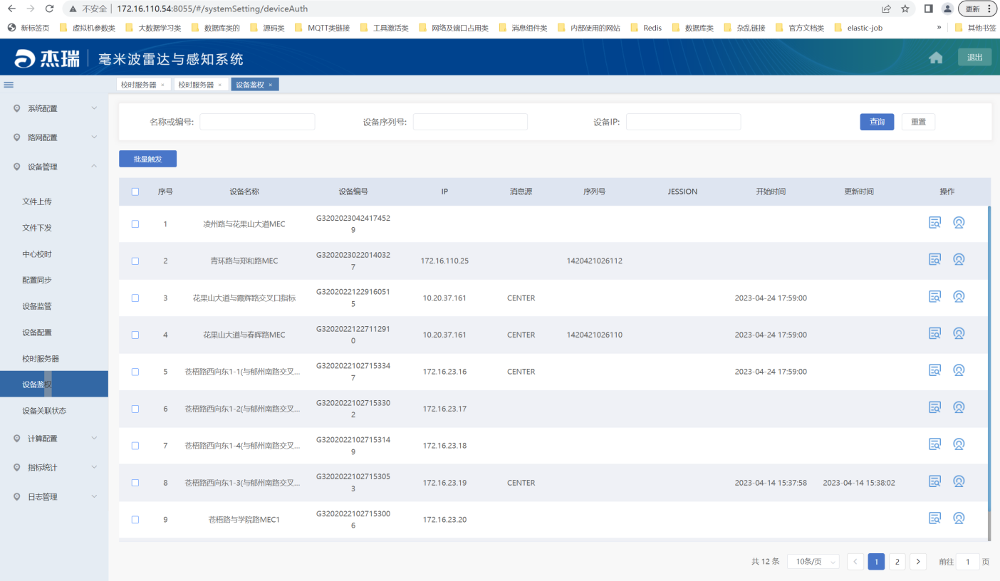 不安全 172.16.110.54:8055/#/systemSetting/deviceAuth 更新
新标签页 虚拟机参数类 大数据学习类 数据库类的 源码类 MQTT类链接 工具激活类 网络及端口占用类 消息组件类 内部使用的网站 Redis 数据库类 杂乱链接 官方文档类 elastic-job » 其他书签
杰瑞 毫米波雷达与感知系统 退出
校时服务器 × 校时服务器 × 设备鉴权 ×
系统配置
路网配置
设备管理
文件上传
文件下发
中心校时
配置同步
设备监管
设备配置
校时服务器
设备鉴权
设备关联状态
计算配置
指标统计
日志管理
名称或编号: 设备序列号: 设备IP: 查询 重置
批量触发
序号 设备名称 设备编号 IP 消息源 序列号 JESSION 开始时间 更新时间 操作
1 凌州路与花果山大道MEC G3202023042417452
9
2 青环路与郑和路MEC G3202023022014032 172.16.110.25 1420421026112
7
3 花果山大道与霞辉路交叉口指标 G3202022122916051 10.20.37.161 CENTER 2023-04-24 17:59:00
5
4 花果山大道与春晖路MEC G3202022122711291 10.20.37.161 CENTER 1420421026110 2023-04-24 17:59:00
0
5 苍梧路西向东1-1(与郁州南路交叉... G3202022102715334 172.16.23.16 CENTER 2023-04-24 17:59:00
7
6 苍梧路西向东1-2(与郁州南路交叉... G3202022102715330 172.16.23.17
2
7 苍梧路西向东1-4(与郁州南路交叉... G3202022102715314 172.16.23.18
9
8 苍梧路西向东1-3(与郁州南路交叉... G3202022102715305 172.16.23.19 CENTER 2023-04-14 15:37:58 2023-04-14 15:38:02
3
9 苍梧路与学院路MEC1 G3202022102715300 172.16.23.20
6
共 12 条 10条/页 1 2 前往 1 页